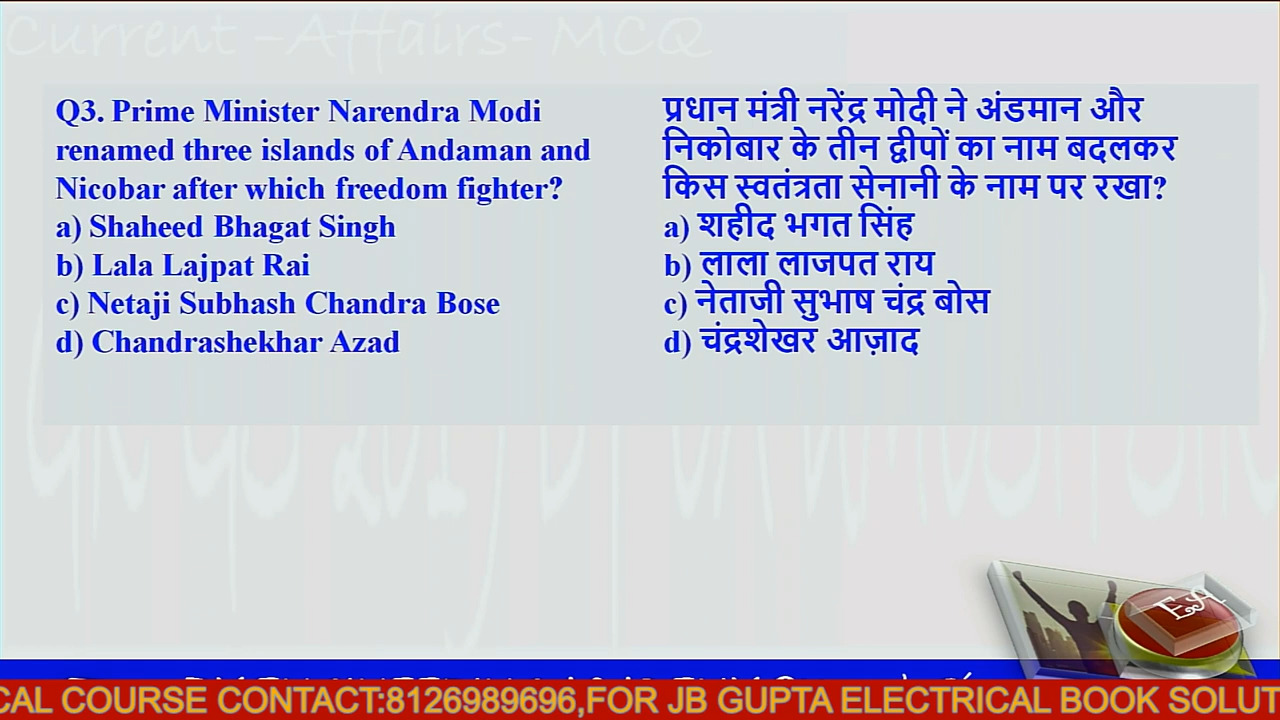 Current -Affairs- MCQ
Q3. Prime Minister Narendra Modi
renamed three islands of Andaman and
Nicobar after which freedom fighter?
a) Shaheed Bhagat Singh
b) Lala Lajpat Rai
c) Netaji Subhash Chandra Bose
d) Chandrashekhar Azad
प्रधान मंत्री नरेंद्र मोदी ने अंडमान और
निकोबार के तीन द्वीपों का नाम बदलकर
किस स्वतंत्रता सेनानी के नाम पर रखा?
a) शहीद भगत सिंह
b) लाला लाजपत राय
c) नेताजी सुभाष चंद्र बोस
d) चंद्रशेखर आज़ाद
CAL COURSE CONTACT:8126989696,FOR JB GUPTA ELECTRICAL BOOK SOLUT